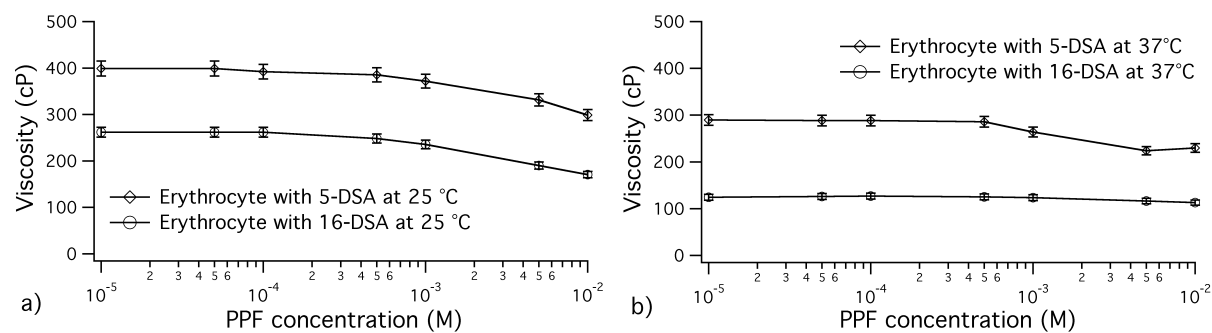 500
400
300
200
100
0
Viscosity (cP)
Erythrocyte with 5-DSA at 25 °C
Erythrocyte with 16-DSA at 25 °C
2 3 4 5 6 2 3 4 5 6 2 3 4 5 6
10-5 10-4 10-3 10-2
a)
PPF concentration (M)
500
400
300
200
100
0
Viscosity (cP)
Erythrocyte with 5-DSA at 37°C
Erythrocyte with 16-DSA at 37°C
2 3 4 5 6 2 3 4 5 6 2 3 4 5 6
10-5 10-4 10-3 10-2
b)
PPF concentration (M)